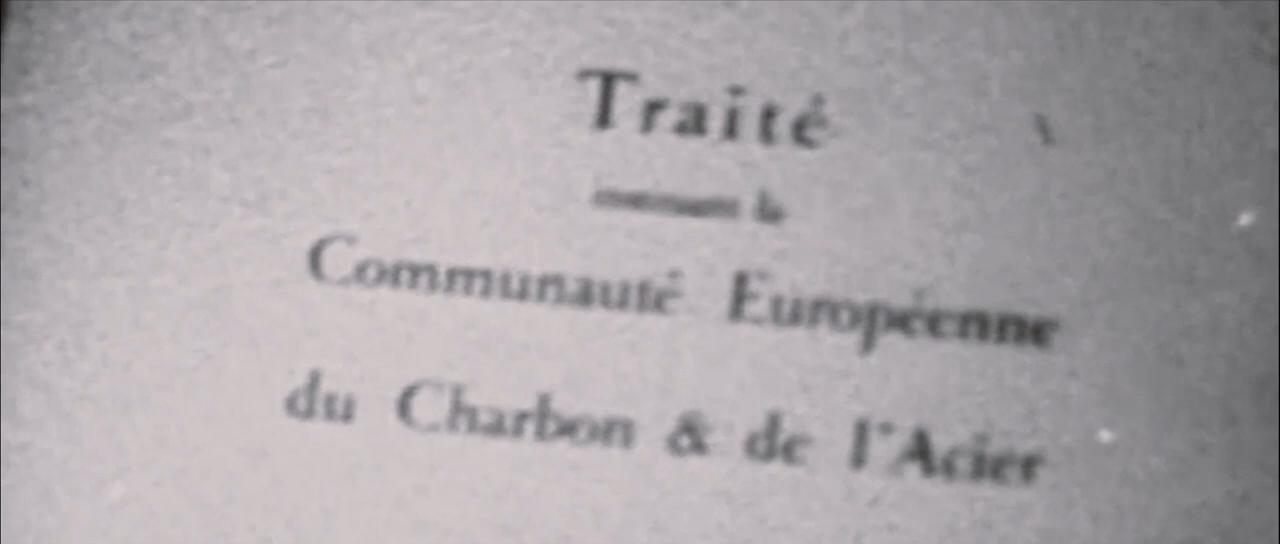 Traité
la
Communauté Européenne
du Charbon & de l'Acier